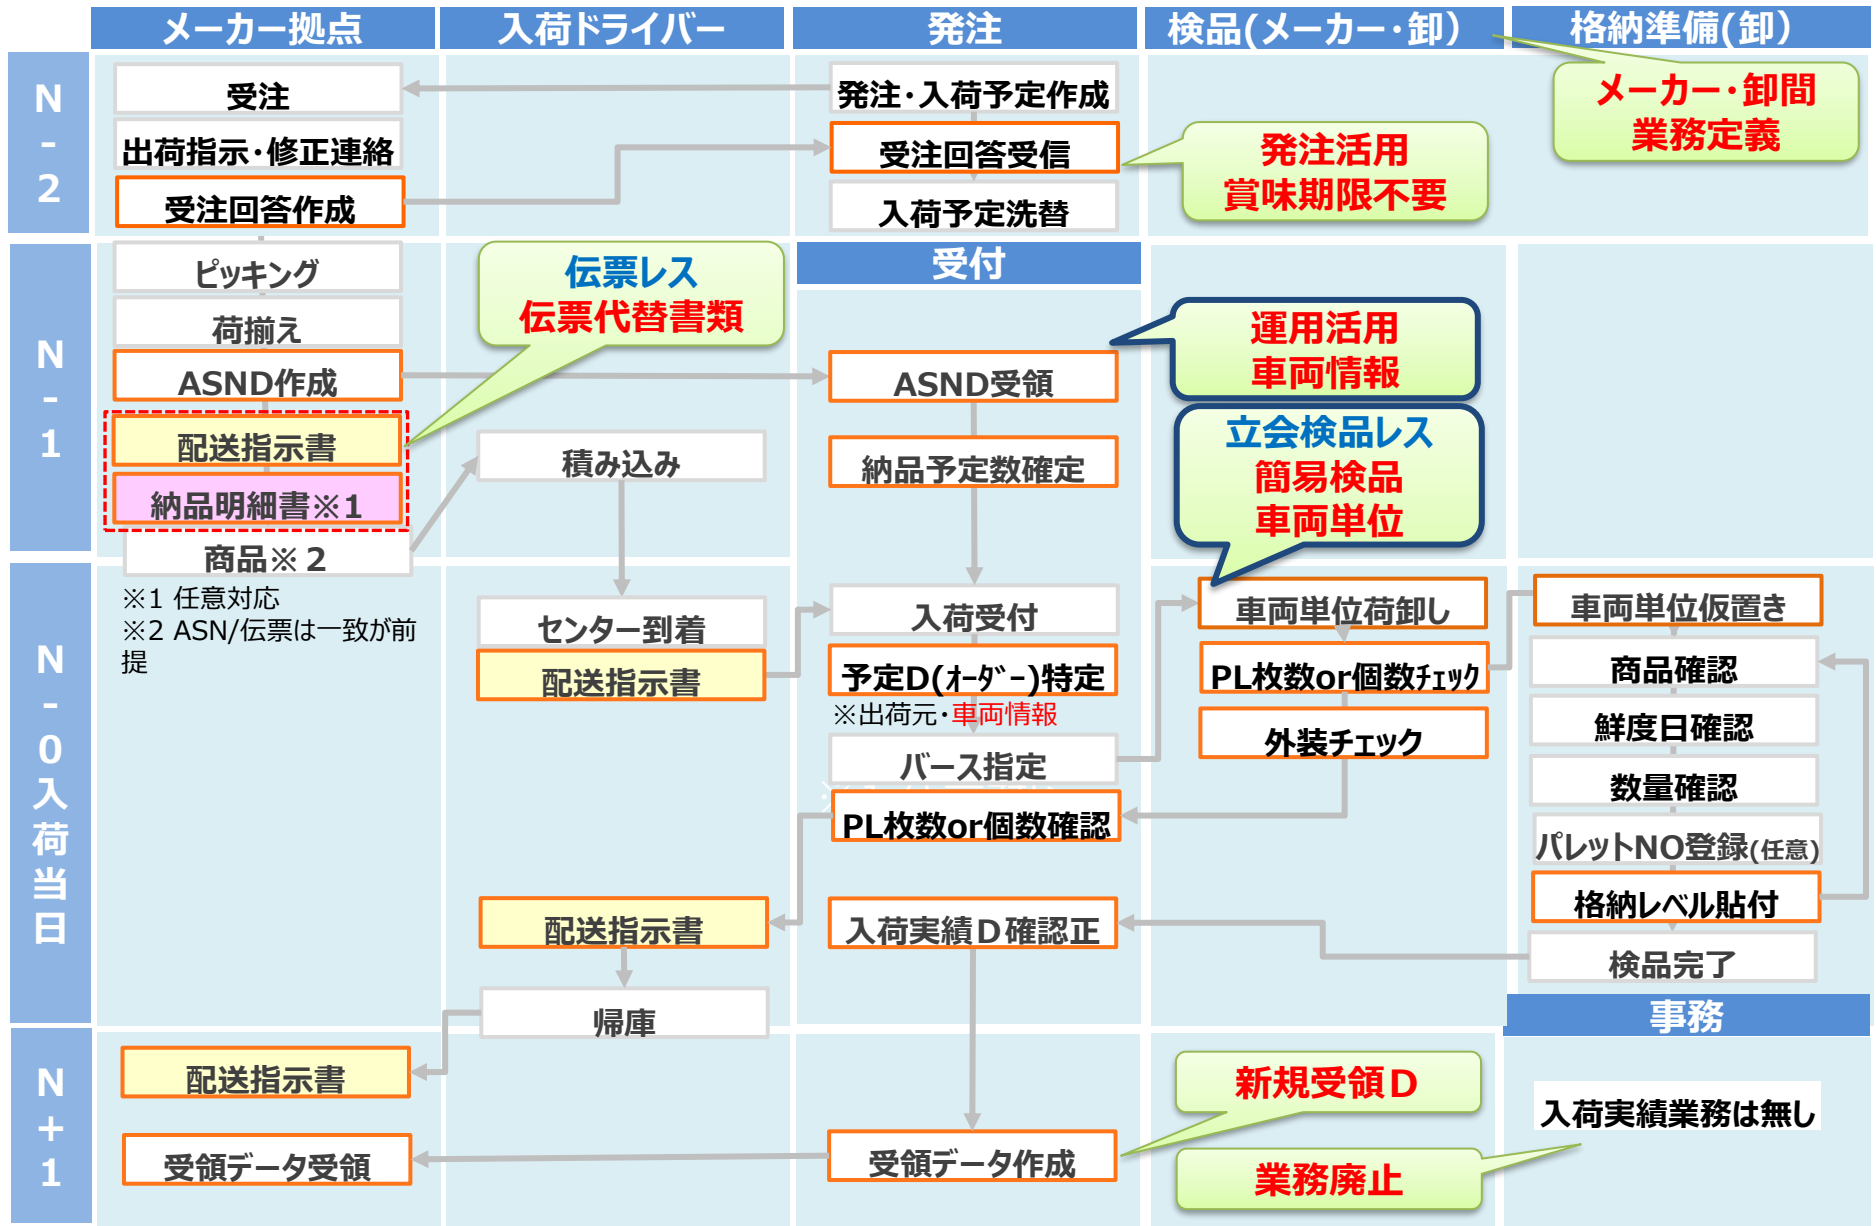 メーカー拠点
入荷ドライバー
発注
検品(メーカー・卸)
格納準備(卸)
N
-
2
受注
出荷指示・修正連絡
受注回答作成
発注・入荷予定作成
受注回答受信
入荷予定洗替
発注活用
賞味期限不要
メーカー・卸間
業務定義
N
-
1
ピッキング
荷揃え
ASND作成
配送指示書
納品明細書※1
商品※2
伝票レス
伝票代替書類
積み込み
受付
ASND受領
納品予定数確定
運用活用
車両情報
立会検品レス
簡易検品
車両単位
N
-
0
入
荷
当
日
※1 任意対応
※2 ASN/伝票は一致が前
提
センター到着
配送指示書
配送指示書
帰庫
入荷受付
予定D(ｵｰﾀﾞｰ)特定
※出荷元・車両情報
バース指定
PL枚数or個数確認
入荷実績D確認正
車両単位荷卸し
PL枚数or個数ﾁｪｯｸ
外装チェック
車両単位仮置き
商品確認
鮮度日確認
数量確認
パレットNO登録(任意)
格納レベル貼付
検品完了
事務
N
+
1
配送指示書
受領データ受領
受領データ作成
新規受領D
業務廃止
入荷実績業務は無し